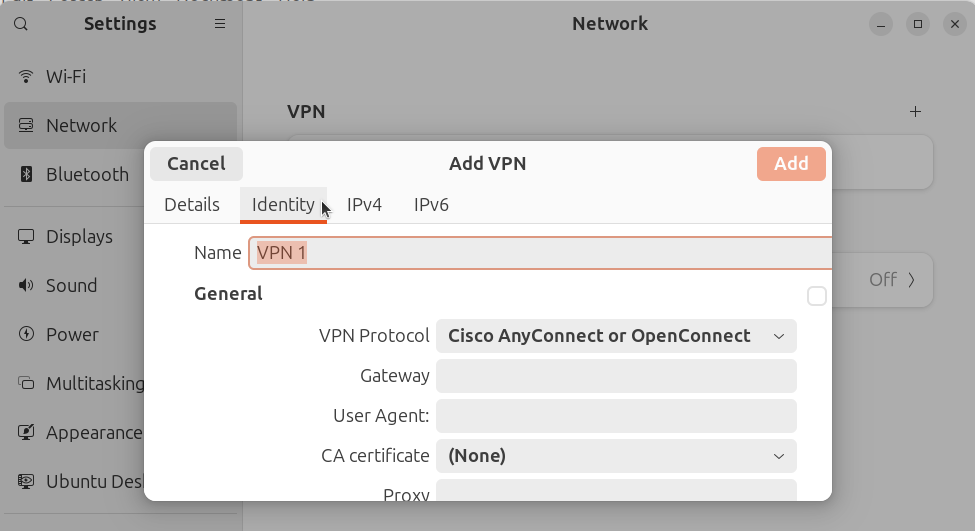 Settings
Network
Wi-Fi
Network
Bluetooth
Displays
Sound
Power
Multitasking
Appearance
Ubuntu Des
VPN
Off
Cancel
Add VPN
Add
Details
Identity
IPv4
IPv6
Name
VPN 1
General
VPN Protocol
Cisco AnyConnect or OpenConnect
Gateway
User Agent:
CA certificate
(None)
Proxy